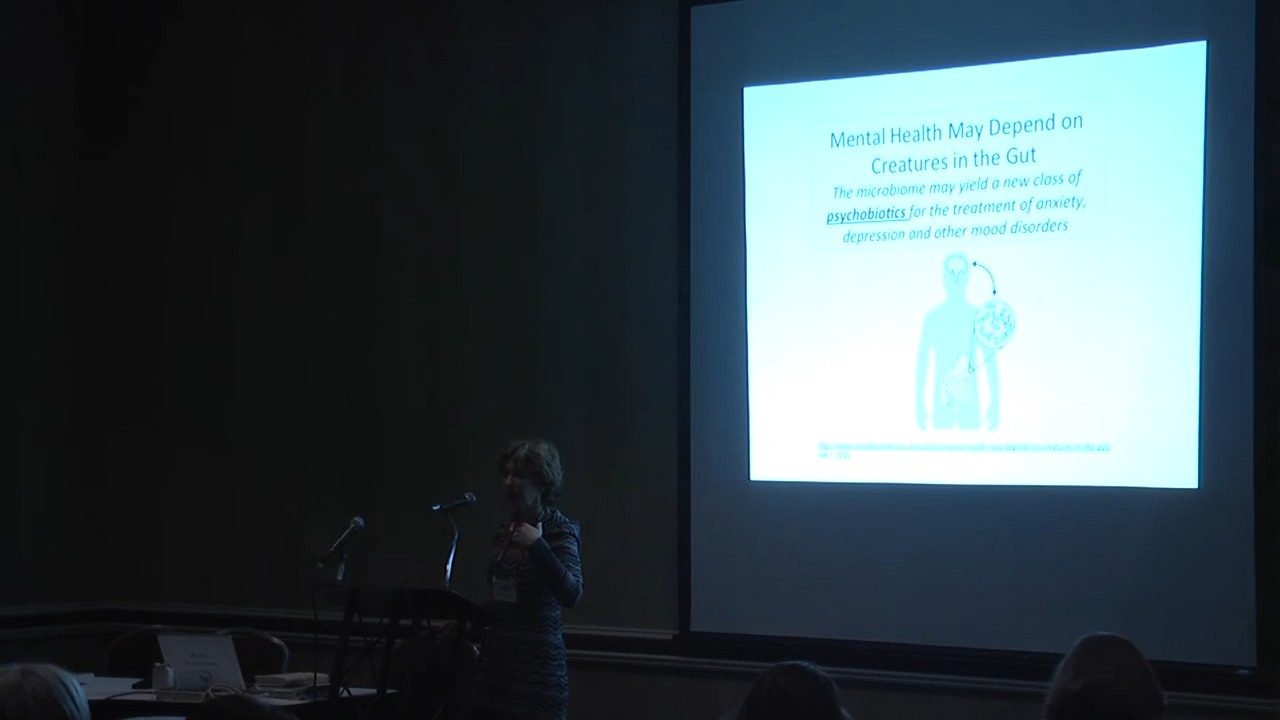 Mental Health May Depend on
Creatures in the Gut
The microbiome may yield a new class of
psychobiotics for the treatment of anxiety,
depression and other mood disorders